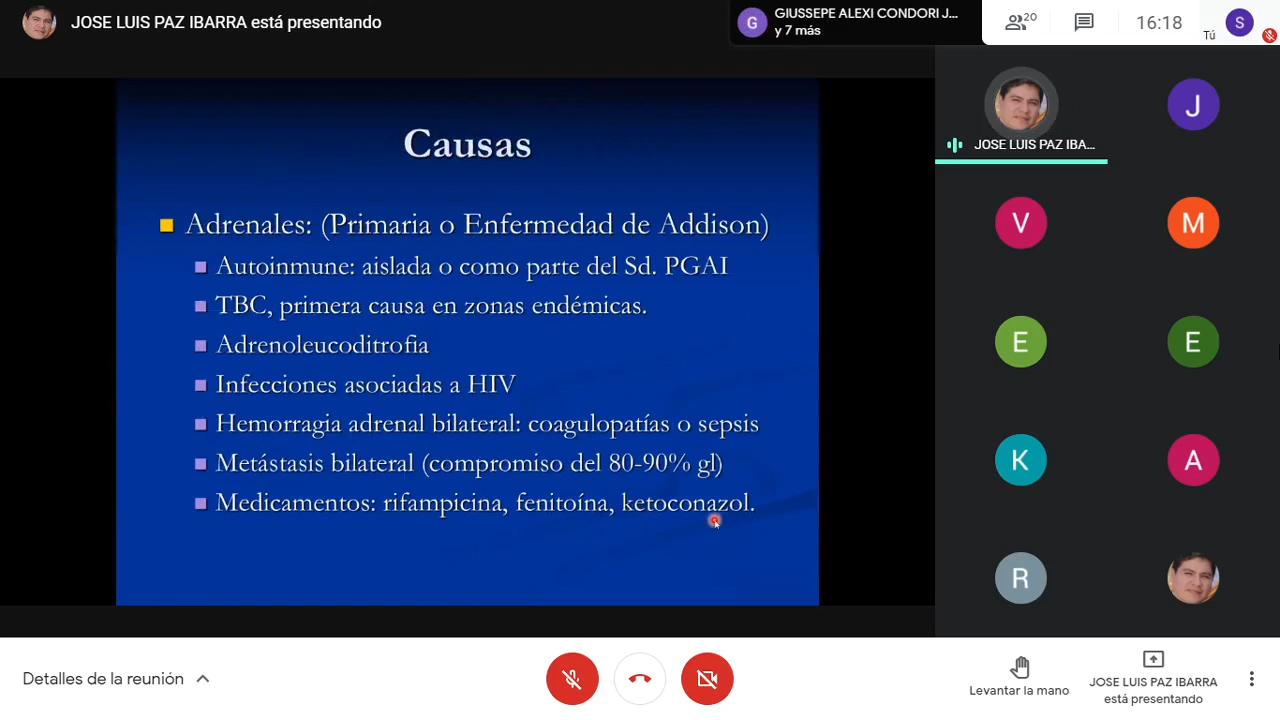 JOSE LUIS PAZ IBARRA está presentando
GIUSSEPE ALEXI CONDORI J...
y 7 más
20
16:18
Tú
S
Causas
Adrenales: (Primaria o Enfermedad de Addison)
Autoinmune: aislada o como parte del Sd. PGAI
TBC, primera causa en zonas endémicas.
Adrenoleucoditrofia
Infecciones asociadas a HIV
Hemorragia adrenal bilateral: coagulopatías o sepsis
Metástasis bilateral (compromiso del 80-90% gl)
Medicamentos: rifampicina, fenitoína, ketoconazol.
G
J
JOSE LUIS PAZ IBA...
V
M
E
E
K
A
R
Detalles de la reunión
Levantar la mano
JOSE LUIS PAZ IBARRA
está presentando